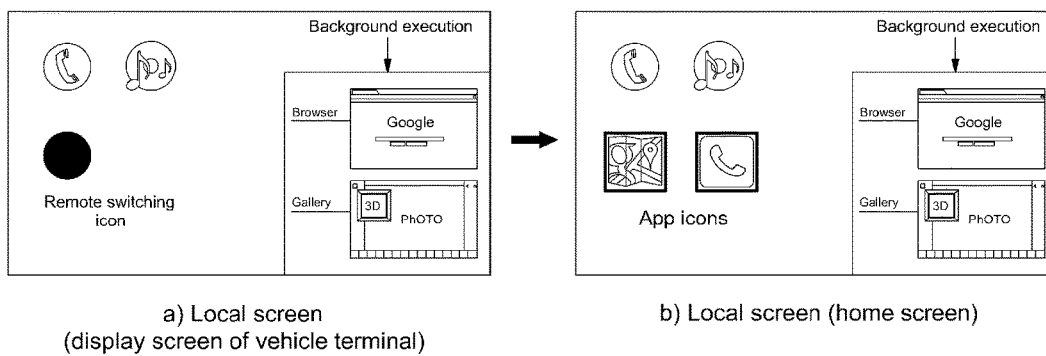 Background execution
Browser
Google
Gallery
3D
PhOTO
Remote switching
icon
a) Local screen
(display screen of vehicle terminal)
Background execution
Browser
Google
Gallery
3D
PhOTO
App icons
b) Local screen (home screen)